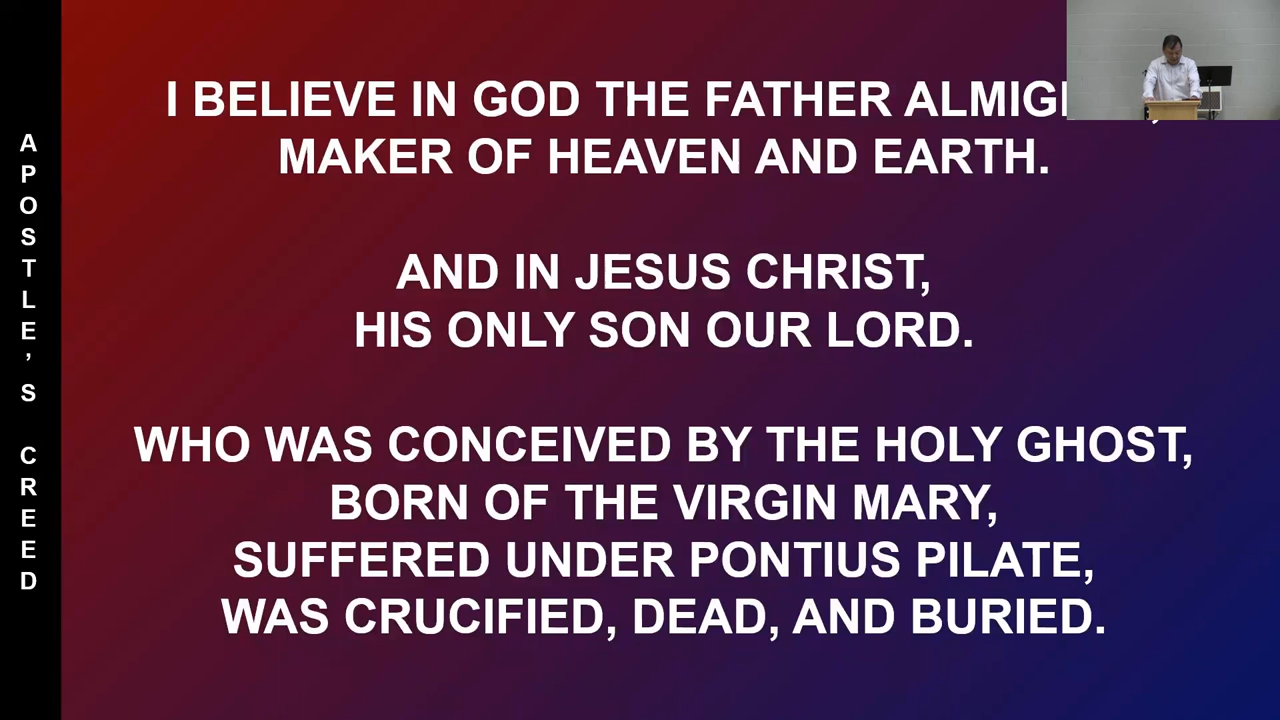 APOSTLE'S CREED
I BELIEVE IN GOD THE FATHER
MAKER OF HEAVEN AND EARTH.
AND IN JESUS CHRIST,
HIS ONLY SON OUR LORD.
WHO WAS CONCEIVED BY THE HOLY GHOST,
BORN OF THE VIRGIN MARY,
SUFFERED UNDER PONTIUS PILATE,
WAS CRUCIFIED, DEAD, AND BURIED.